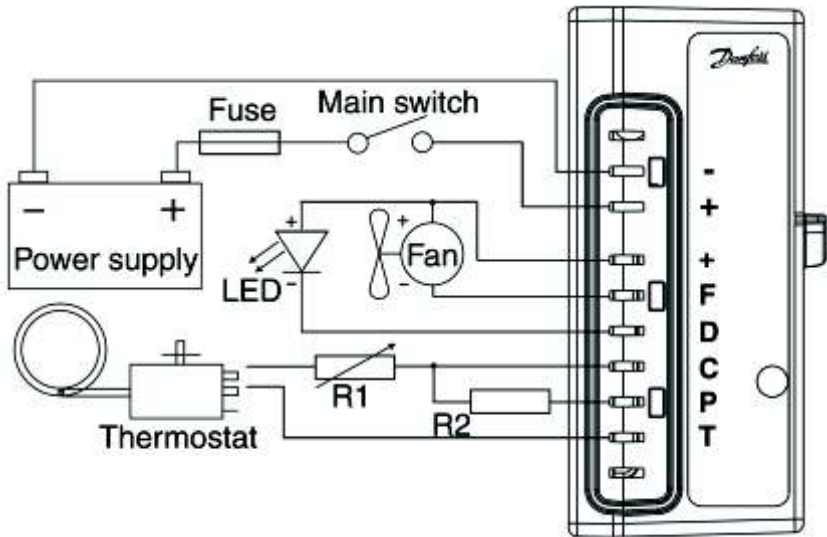 Danfoss
Fuse
Main switch
-
+
- +
Power supply
+
LED
-
+
Fan
-
+
F
D
C
P
T
R1
R2
Thermostat